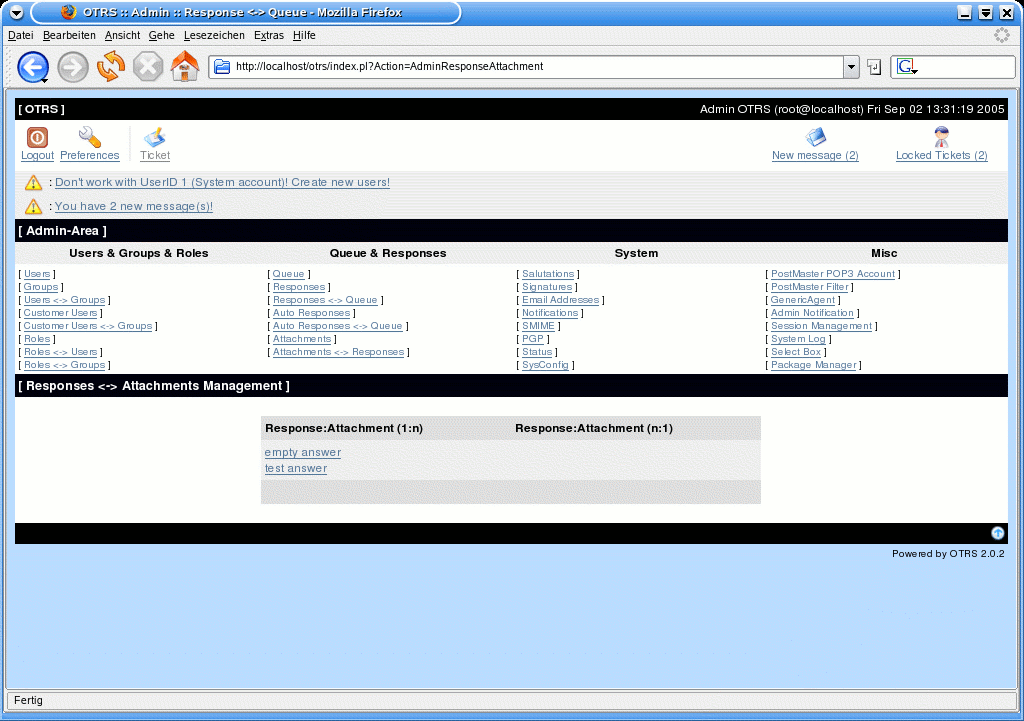 OTRS :: Admin :: Response <-> Queue - Mozilla Firefox
Datei Bearbeiten Ansicht Gehe Lesezeichen Extras Hilfe
http://localhost/otrs/index.pl?Action=AdminResponseAttachment
G
[ OTRS ] Admin OTRS (root@localhost) Fri Sep 02 13:31:19 2005
Logout Preferences Ticket New message (2) Locked Tickets (2)
: Don't work with UserID 1 (System account)! Create new users!
: You have 2 new message(s)!
[ Admin-Area ]
Users & Groups & Roles Queue & Responses System Misc
[ Users ] [ Queue ] [ Salutations ] [ PostMaster POP3 Account ]
[ Groups ] [ Responses ] [ Signatures ] [ PostMaster Filter ]
[ Users <-> Groups ] [ Responses <-> Queue ] [ Email Addresses ] [ GenericAgent ]
[ Customer Users ] [ Auto Responses ] [ Notifications ] [ Admin Notification ]
[ Customer Users <-> Groups ] [ Auto Responses <-> Queue ] [ SMIME ] [ Session Management ]
[ Roles ] [ Attachments ] [ PGP ] [ System Log ]
[ Roles <-> Users ] [ Attachments <-> Responses ] [ Status ] [ Select Box ]
[ Roles <-> Groups ] [ SysConfig ] [ Package Manager ]
[ Responses <-> Attachments Management ]
Response:Attachment (1:n) Response:Attachment (n:1)
empty answer
test answer
Powered by OTRS 2.0.2
Fertig